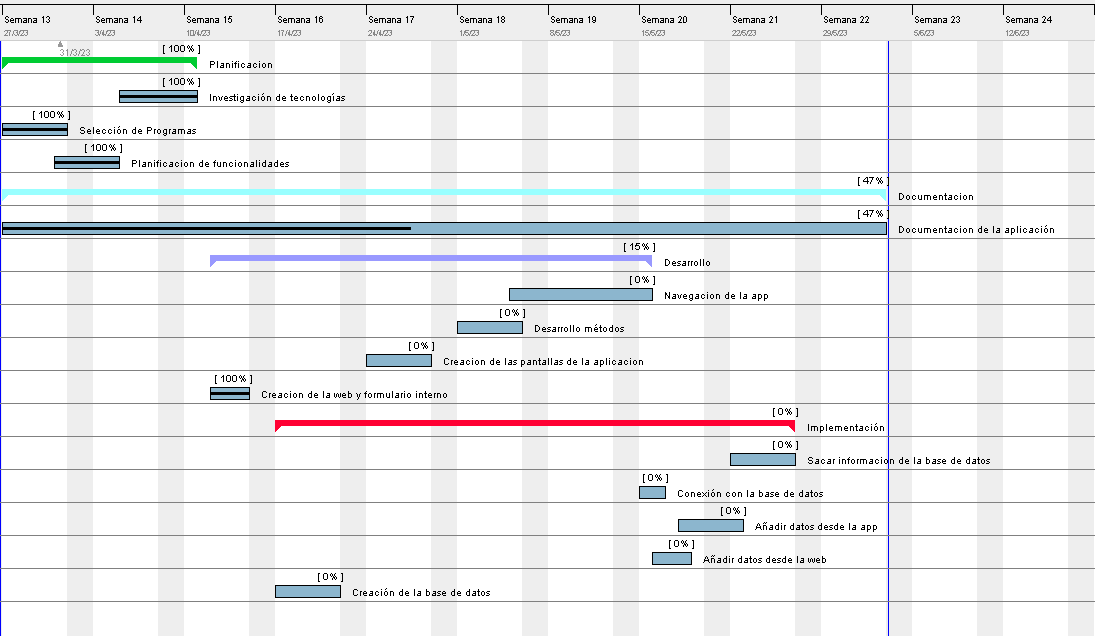 Semana 13 Semana 14 Semana 15 Semana 16 Semana 17 Semana 18 Semana 19 Semana 20 Semana 21 Semana 22 Semana 23 Semana 24
27/3/23 3/4/23 10/4/23 17/4/23 24/4/23 1/5/23 8/5/23 15/5/23 22/5/23 29/5/23 5/6/23 12/6/23
31/3/23
[ 100% ]
Planificacion
[ 100% ]
Investigación de tecnologías
[ 100% ]
Selección de Programas
[ 100% ]
Planificacion de funcionalidades
[ 47% ]
Documentacion
[ 47% ]
Documentacion de la aplicación
[ 15% ]
Desarrollo
[ 0% ]
Navegacion de la app
[ 0% ]
Desarrollo métodos
[ 0% ]
Creacion de las pantallas de la aplicacion
[ 100% ]
Creacion de la web y formulario interno
[ 0% ]
Implementación
[ 0% ]
Sacar informacion de la base de datos
[ 0% ]
Conexión con la base de datos
[ 0% ]
Añadir datos desde la app
[ 0% ]
Añadir datos desde la web
[ 0% ]
Creación de la base de datos